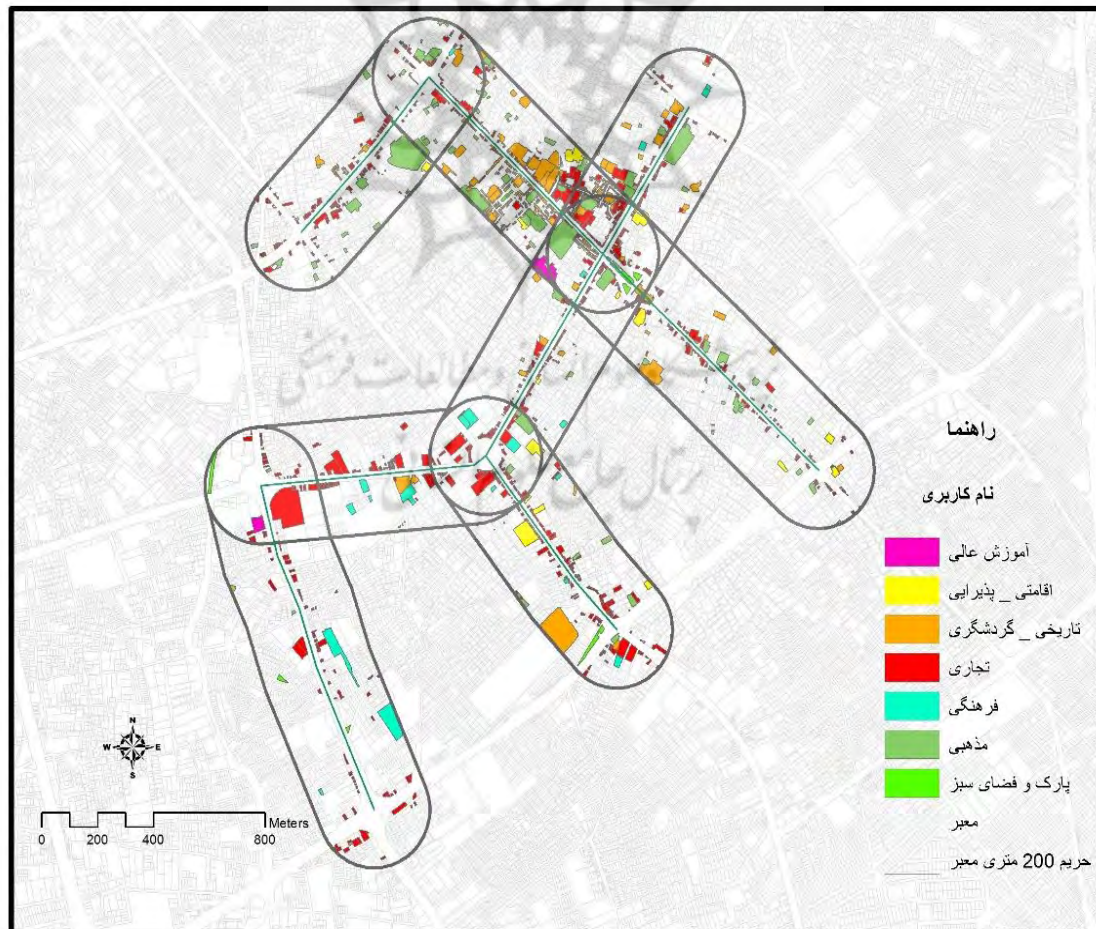 راهنما
نام کاربری
آموزش عالی
اقامتی _ پذیرایی
تاریخی _ گردشگری
تجاری
فرهنگی
مذهبی
پارک و فضای سبز
معبر
حریم 200 متری معبر
N
W E
S
Meters
0 200 400 800